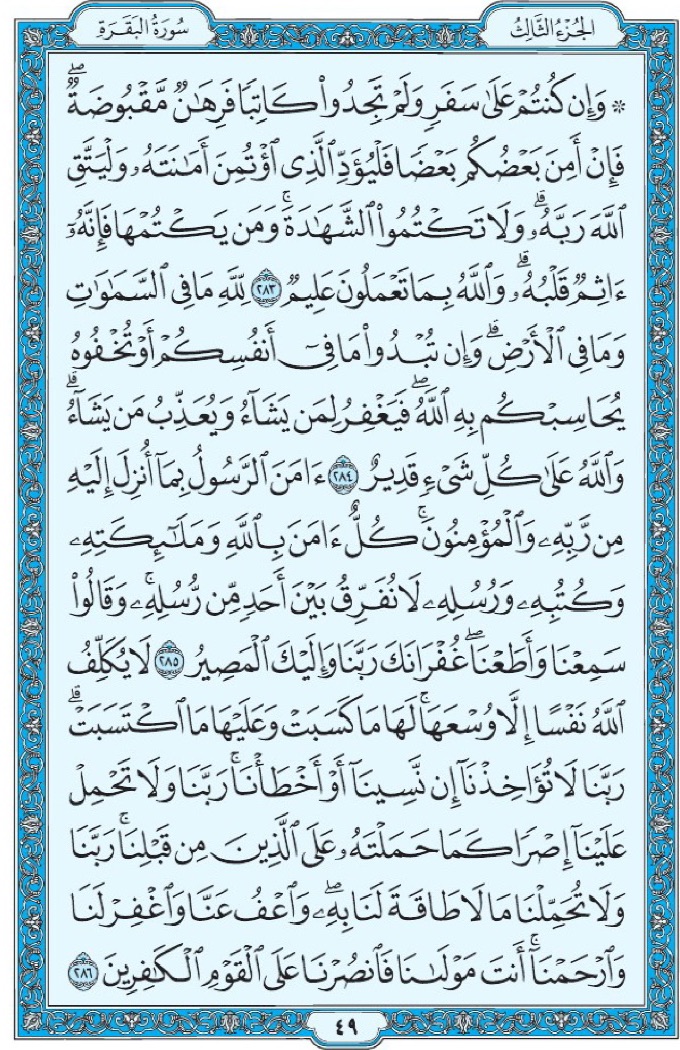 الجُزْءُ الثَّالِثُ
سُورَةُ البَقَرَةِ
۞ وَإِن كُنتُمْ عَلَىٰ سَفَرٍ وَلَمْ تَجِدُوا۟ كَاتِبًا فَرِهَـٰنٌ مَّقْبُوضَةٌ ۖ
فَإِنْ أَمِنَ بَعْضُكُم بَعْضًا فَلْيُؤَدِّ ٱلَّذِى ٱؤْتُمِنَ أَمَـٰنَتَهُۥ وَلْيَتَّقِ
ٱللَّهَ رَبَّهُۥ ۗ وَلَا تَكْتُمُوا۟ ٱلشَّهَـٰدَةَ ۚ وَمَن يَكْتُمْهَا فَإِنَّهُۥٓ
ءَاثِمٌ قَلْبُهُۥ ۗ وَٱللَّهُ بِمَا تَعْمَلُونَ عَلِيمٌ ٢٨٣ لِّلَّهِ مَا فِى ٱلسَّمَـٰوَٰتِ
وَمَا فِى ٱلْأَرْضِ ۗ وَإِن تُبْدُوا۟ مَا فِىٓ أَنفُسِكُمْ أَوْ تُخْفُوهُ
يُحَاسِبْكُم بِهِ ٱللَّهُ ۖ فَيَغْفِرُ لِمَن يَشَآءُ وَيُعَذِّبُ مَن يَشَآءُ ۗ
وَٱللَّهُ عَلَىٰ كُلِّ شَىْءٍ قَدِيرٌ ٢٨٤ ءَامَنَ ٱلرَّسُولُ بِمَآ أُنزِلَ إِلَيْهِ
مِن رَّبِّهِۦ وَٱلْمُؤْمِنُونَ ۚ كُلٌّ ءَامَنَ بِٱللَّهِ وَمَلَـٰٓئِكَتِهِۦ
وَكُتُبِهِۦ وَرُسُلِهِۦ لَا نُفَرِّقُ بَيْنَ أَحَدٍ مِّن رُّسُلِهِۦ ۚ وَقَالُوا۟
سَمِعْنَا وَأَطَعْنَا ۖ غُفْرَانَكَ رَبَّنَا وَإِلَيْكَ ٱلْمَصِيرُ ٢٨٥ لَا يُكَلِّفُ
ٱللَّهُ نَفْسًا إِلَّا وُسْعَهَا ۚ لَهَا مَا كَسَبَتْ وَعَلَيْهَا مَا ٱكْتَسَبَتْ ۗ
رَبَّنَا لَا تُؤَاخِذْنَآ إِن نَّسِينَآ أَوْ أَخْطَأْنَا ۚ رَبَّنَا وَلَا تَحْمِلْ
عَلَيْنَآ إِصْرًا كَمَا حَمَلْتَهُۥ عَلَى ٱلَّذِينَ مِن قَبْلِنَا ۚ رَبَّنَا
وَلَا تُحَمِّلْنَا مَا لَا طَاقَةَ لَنَا بِهِۦ ۖ وَٱعْفُ عَنَّا وَٱغْفِرْ لَنَا
وَٱرْحَمْنَآ ۚ أَنتَ مَوْلَىٰنَا فَٱنصُرْنَا عَلَى ٱلْقَوْمِ ٱلْكَـٰفِرِينَ ٢٨٦
٤٩